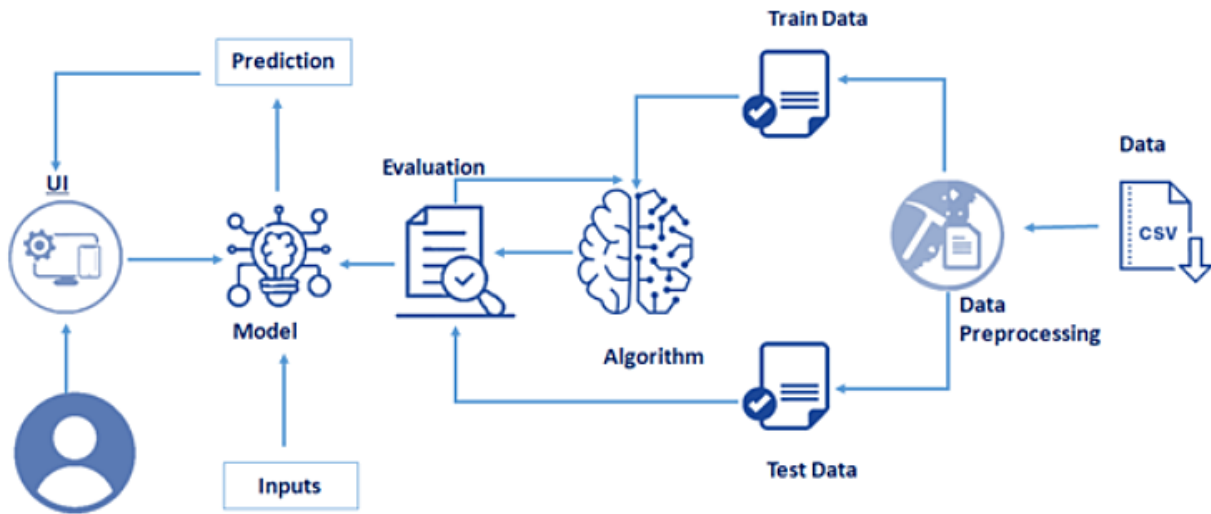 Train Data
Prediction
Data
Evaluation
UI
CSV
Model
Data
Preprocessing
Algorithm
Inputs
Test Data